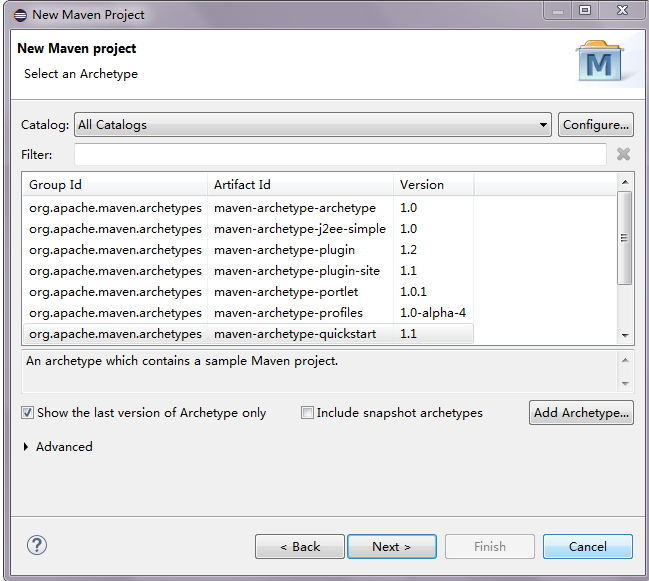 New Maven Project
New Maven project
Select an Archetype
M
Catalog: All Catalogs Configure...
Filter:
Group Id Artifact Id Version
org.apache.maven.archetypes maven-archetype-archetype 1.0
org.apache.maven.archetypes maven-archetype-j2ee-simple 1.0
org.apache.maven.archetypes maven-archetype-plugin 1.2
org.apache.maven.archetypes maven-archetype-plugin-site 1.1
org.apache.maven.archetypes maven-archetype-portlet 1.0.1
org.apache.maven.archetypes maven-archetype-profiles 1.0-alpha-4
org.apache.maven.archetypes maven-archetype-quickstart 1.1
An archetype which contains a sample Maven project.
Show the last version of Archetype only Include snapshot archetypes Add Archetype...
Advanced
? < Back Next > Finish Cancel